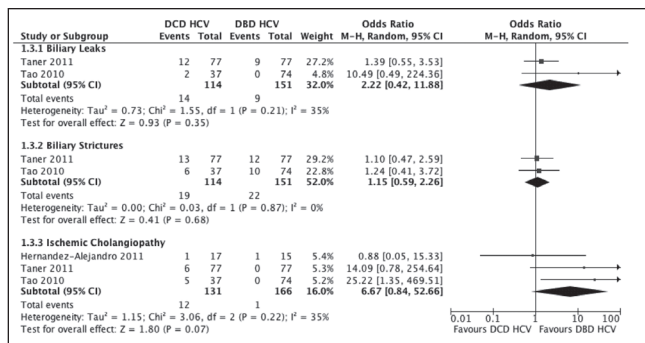 DCD HCV DBD HCV Odds Ratio Odds Ratio
Study or Subgroup Events Total Events Total Weight M-H, Random, 95% CI M-H, Random, 95% CI
1.3.1 Biliary Leaks
Taner 2011 12 77 9 77 27.2% 1.39 [0.55, 3.53]
Tao 2010 2 37 0 74 4.8% 10.49 [0.49, 224.36]
Subtotal (95% CI) 114 151 32.0% 2.22 [0.42, 11.88]
Total events 14 9
Heterogeneity: Tau² = 0.73; Chi² = 1.55, df = 1 (P = 0.21); I² = 35%
Test for overall effect: Z = 0.93 (P = 0.35)
1.3.2 Biliary Strictures
Taner 2011 13 77 12 77 29.2% 1.10 [0.47, 2.59]
Tao 2010 6 37 10 74 22.8% 1.24 [0.41, 3.72]
Subtotal (95% CI) 114 151 52.0% 1.15 [0.59, 2.26]
Total events 19 22
Heterogeneity: Tau² = 0.00; Chi² = 0.03, df = 1 (P = 0.87); I² = 0%
Test for overall effect: Z = 0.41 (P = 0.68)
1.3.3 Ischemic Cholangiopathy
Hernandez-Alejandro 2011 1 17 1 15 5.4% 0.88 [0.05, 15.33]
Taner 2011 6 77 0 77 5.3% 14.09 [0.78, 254.64]
Tao 2010 5 37 0 74 5.2% 25.22 [1.35, 469.51]
Subtotal (95% CI) 131 166 16.0% 6.67 [0.84, 52.66]
Total events 12 1
Heterogeneity: Tau² = 1.15; Chi² = 3.06, df = 2 (P = 0.22); I² = 35%
Test for overall effect: Z = 1.80 (P = 0.07)
0.01 0.1 1 10 100
Favours DCD HCV Favours DBD HCV